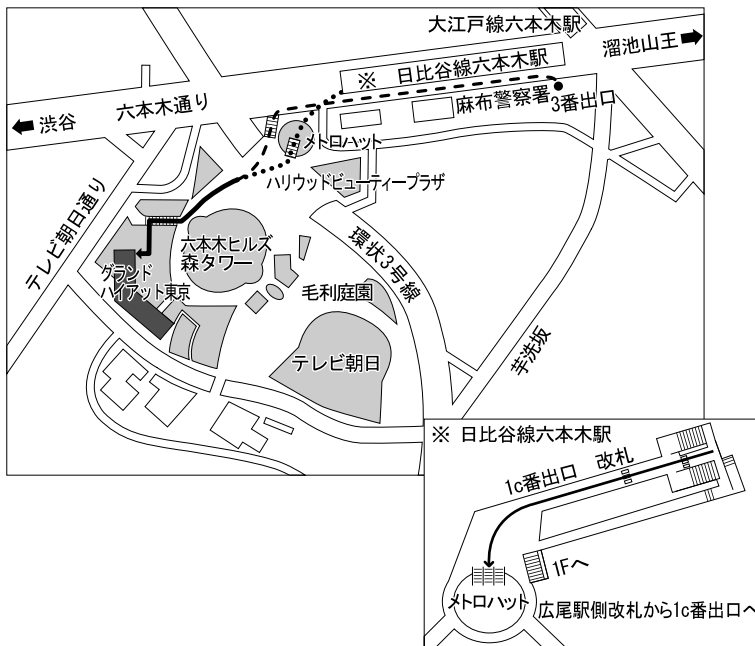 大江戸線六本木駅
溜池山王
※ 日比谷線六本木駅
六本木通り
渋谷
麻布警察署
3番出口
メトロハット
ハリウッドビューティープラザ
テレビ朝日通り
六本木ヒルズ
森タワー
環状3号線
グランド
ハイアット東京
毛利庭園
テレビ朝日
芋洗坂
※ 日比谷線六本木駅
1c番出口
改札
1Fへ
メトロハット
広尾駅側改札から1c番出口へ